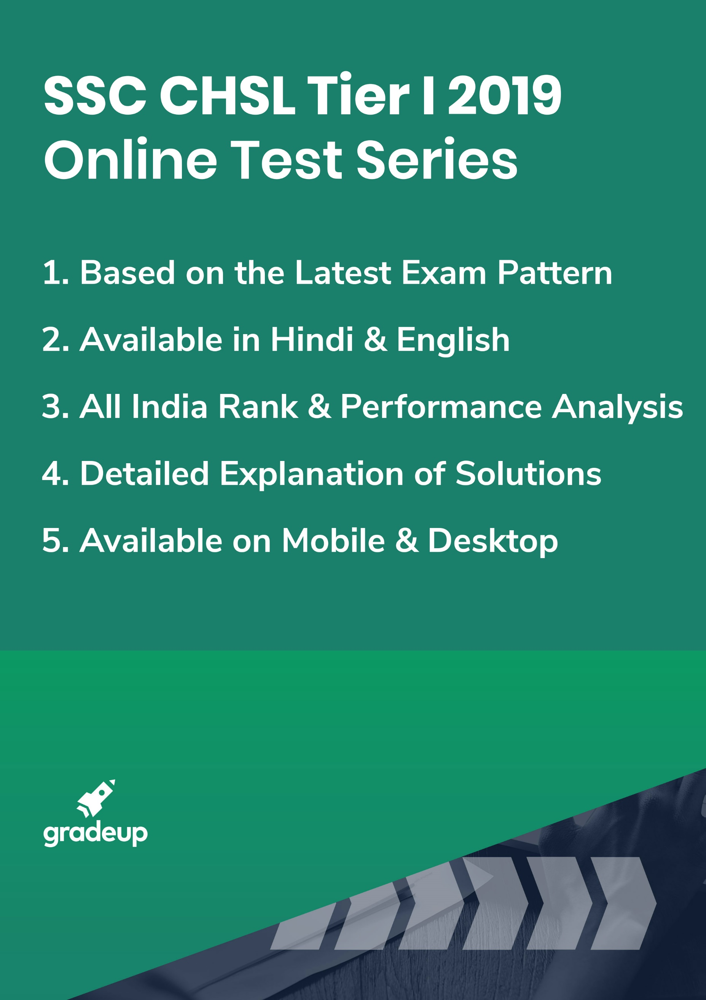 SSC CHSL Tier I 2019
Online Test Series
1. Based on the Latest Exam Pattern
2. Available in Hindi & English
3. All India Rank & Performance Analysis
4. Detailed Explanation of Solutions
5. Available on Mobile & Desktop
gradeup